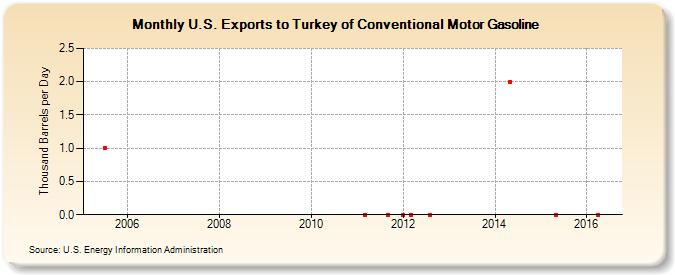 Monthly U.S. Exports to Turkey of Conventional Motor Gasoline
Thousand Barrels per Day
2.5
2.0
1.5
1.0
0.5
0.0
2006 2008 2010 2012 2014 2016
Source: U.S. Energy Information Administration